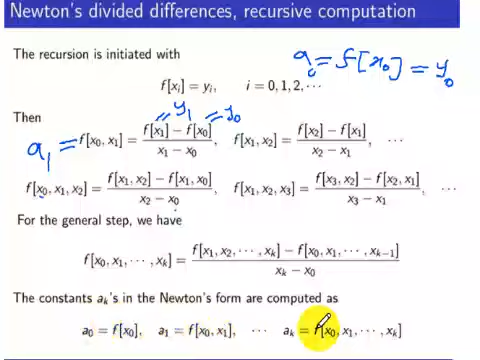 Newton's divided differences, recursive computation
The recursion is initiated with
a₀ = f[x₀] = y₀
f[xᵢ] = yᵢ, i = 0, 1, 2, ⋯
Then
= y₁ = y₀
a₁ = f[x₀, x₁] = (f[x₁] − f[x₀]) / (x₁ − x₀), f[x₁, x₂] = (f[x₂] − f[x₁]) / (x₂ − x₁), ⋯
f[x₀, x₁, x₂] = (f[x₁, x₂] − f[x₁, x₀]) / (x₂ − x₀), f[x₁, x₂, x₃] = (f[x₃, x₂] − f[x₂, x₁]) / (x₃ − x₁), ⋯
For the general step, we have
f[x₀, x₁, ⋯ , xₖ] = (f[x₁, x₂, ⋯ , xₖ] − f[x₀, x₁, ⋯ , xₖ₋₁]) / (xₖ − x₀)
The constants aₖ's in the Newton's form are computed as
a₀ = f[x₀], a₁ = f[x₀, x₁], ⋯ aₖ = f[x₀, x₁, ⋯ , xₖ]